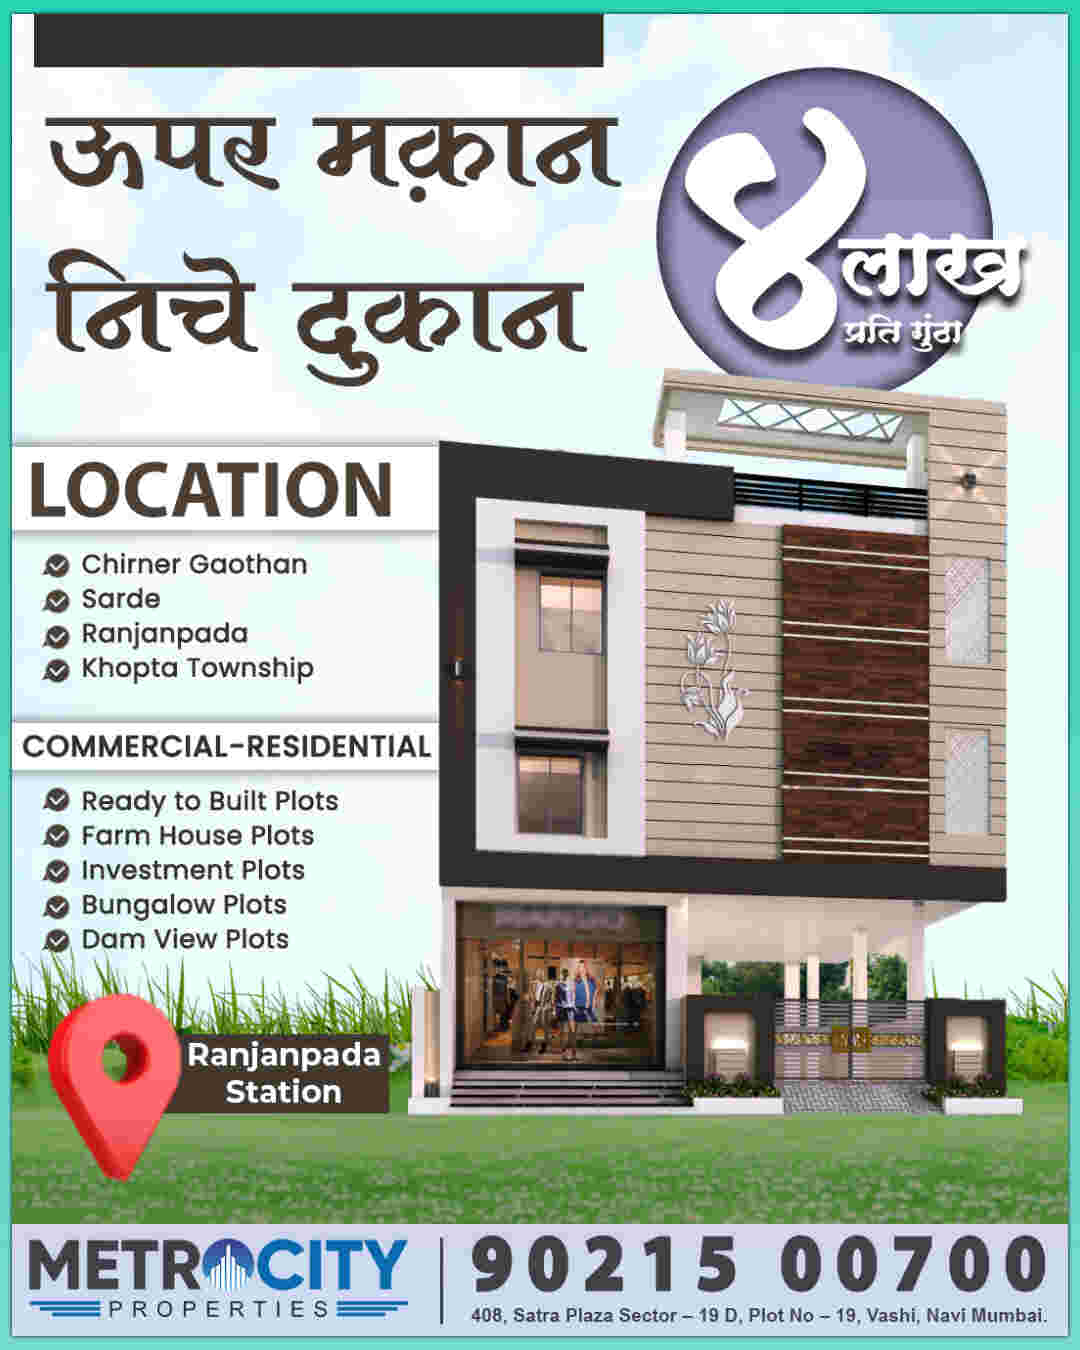 ऊपर मक़ान
निचे दुकान
४ लाख
प्रति गुंठा
LOCATION
Chirner Gaothan
Sarde
Ranjanpada
Khopta Township
COMMERCIAL-RESIDENTIAL
Ready to Built Plots
Farm House Plots
Investment Plots
Bungalow Plots
Dam View Plots
Ranjanpada
Station
METROCITY
PROPERTIES
90215 00700
408, Satra Plaza Sector – 19 D, Plot No – 19, Vashi, Navi Mumbai.